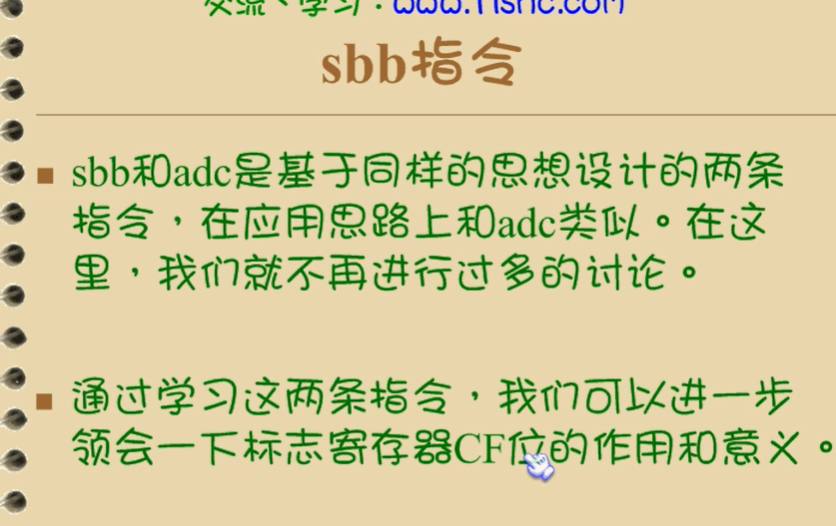 交流、学习：www.fishc.com
sbb指令
sbb和adc是基于同样的思想设计的两条
指令，在应用思路上和adc类似。在这
里，我们就不再进行过多的讨论。
通过学习这两条指令，我们可以进一步
领会一下标志寄存器CF位的作用和意义。